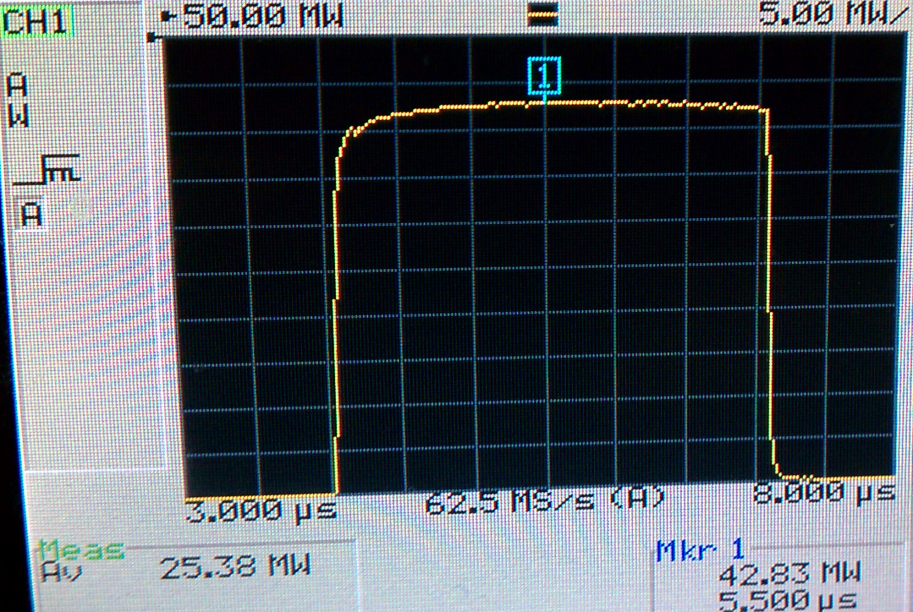 CH1
50.00 MW
5.00 MW/
A
W
A
1
3.000 µs
62.5 MS/s (A)
8.000 µs
Meas
Av 25.38 MW
Mkr 1
42.83 MW
5.500 µs